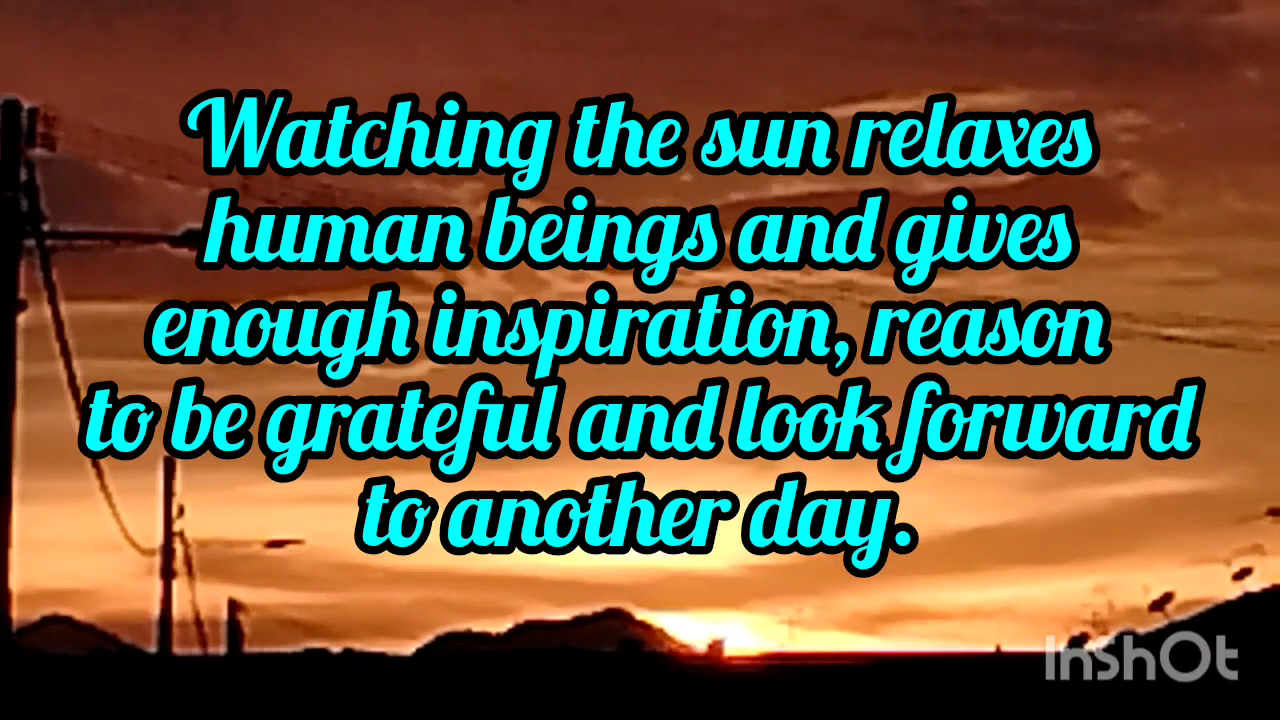 Watching the sun relaxes
human beings and gives
enough inspiration, reason
to be grateful and look forward
to another day.
InShOt